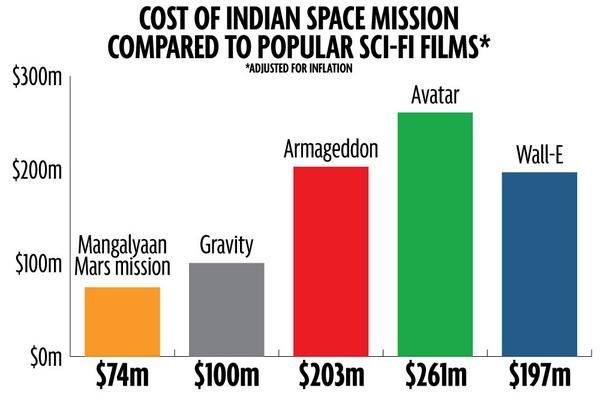 COST OF INDIAN SPACE MISSION
COMPARED TO POPULAR SCI-FI FILMS*
*ADJUSTED FOR INFLATION
$300m
$200m
$100m
$0m
Mangalyaan
Mars mission
Gravity
Armageddon
Avatar
Wall-E
$74m
$100m
$203m
$261m
$197m